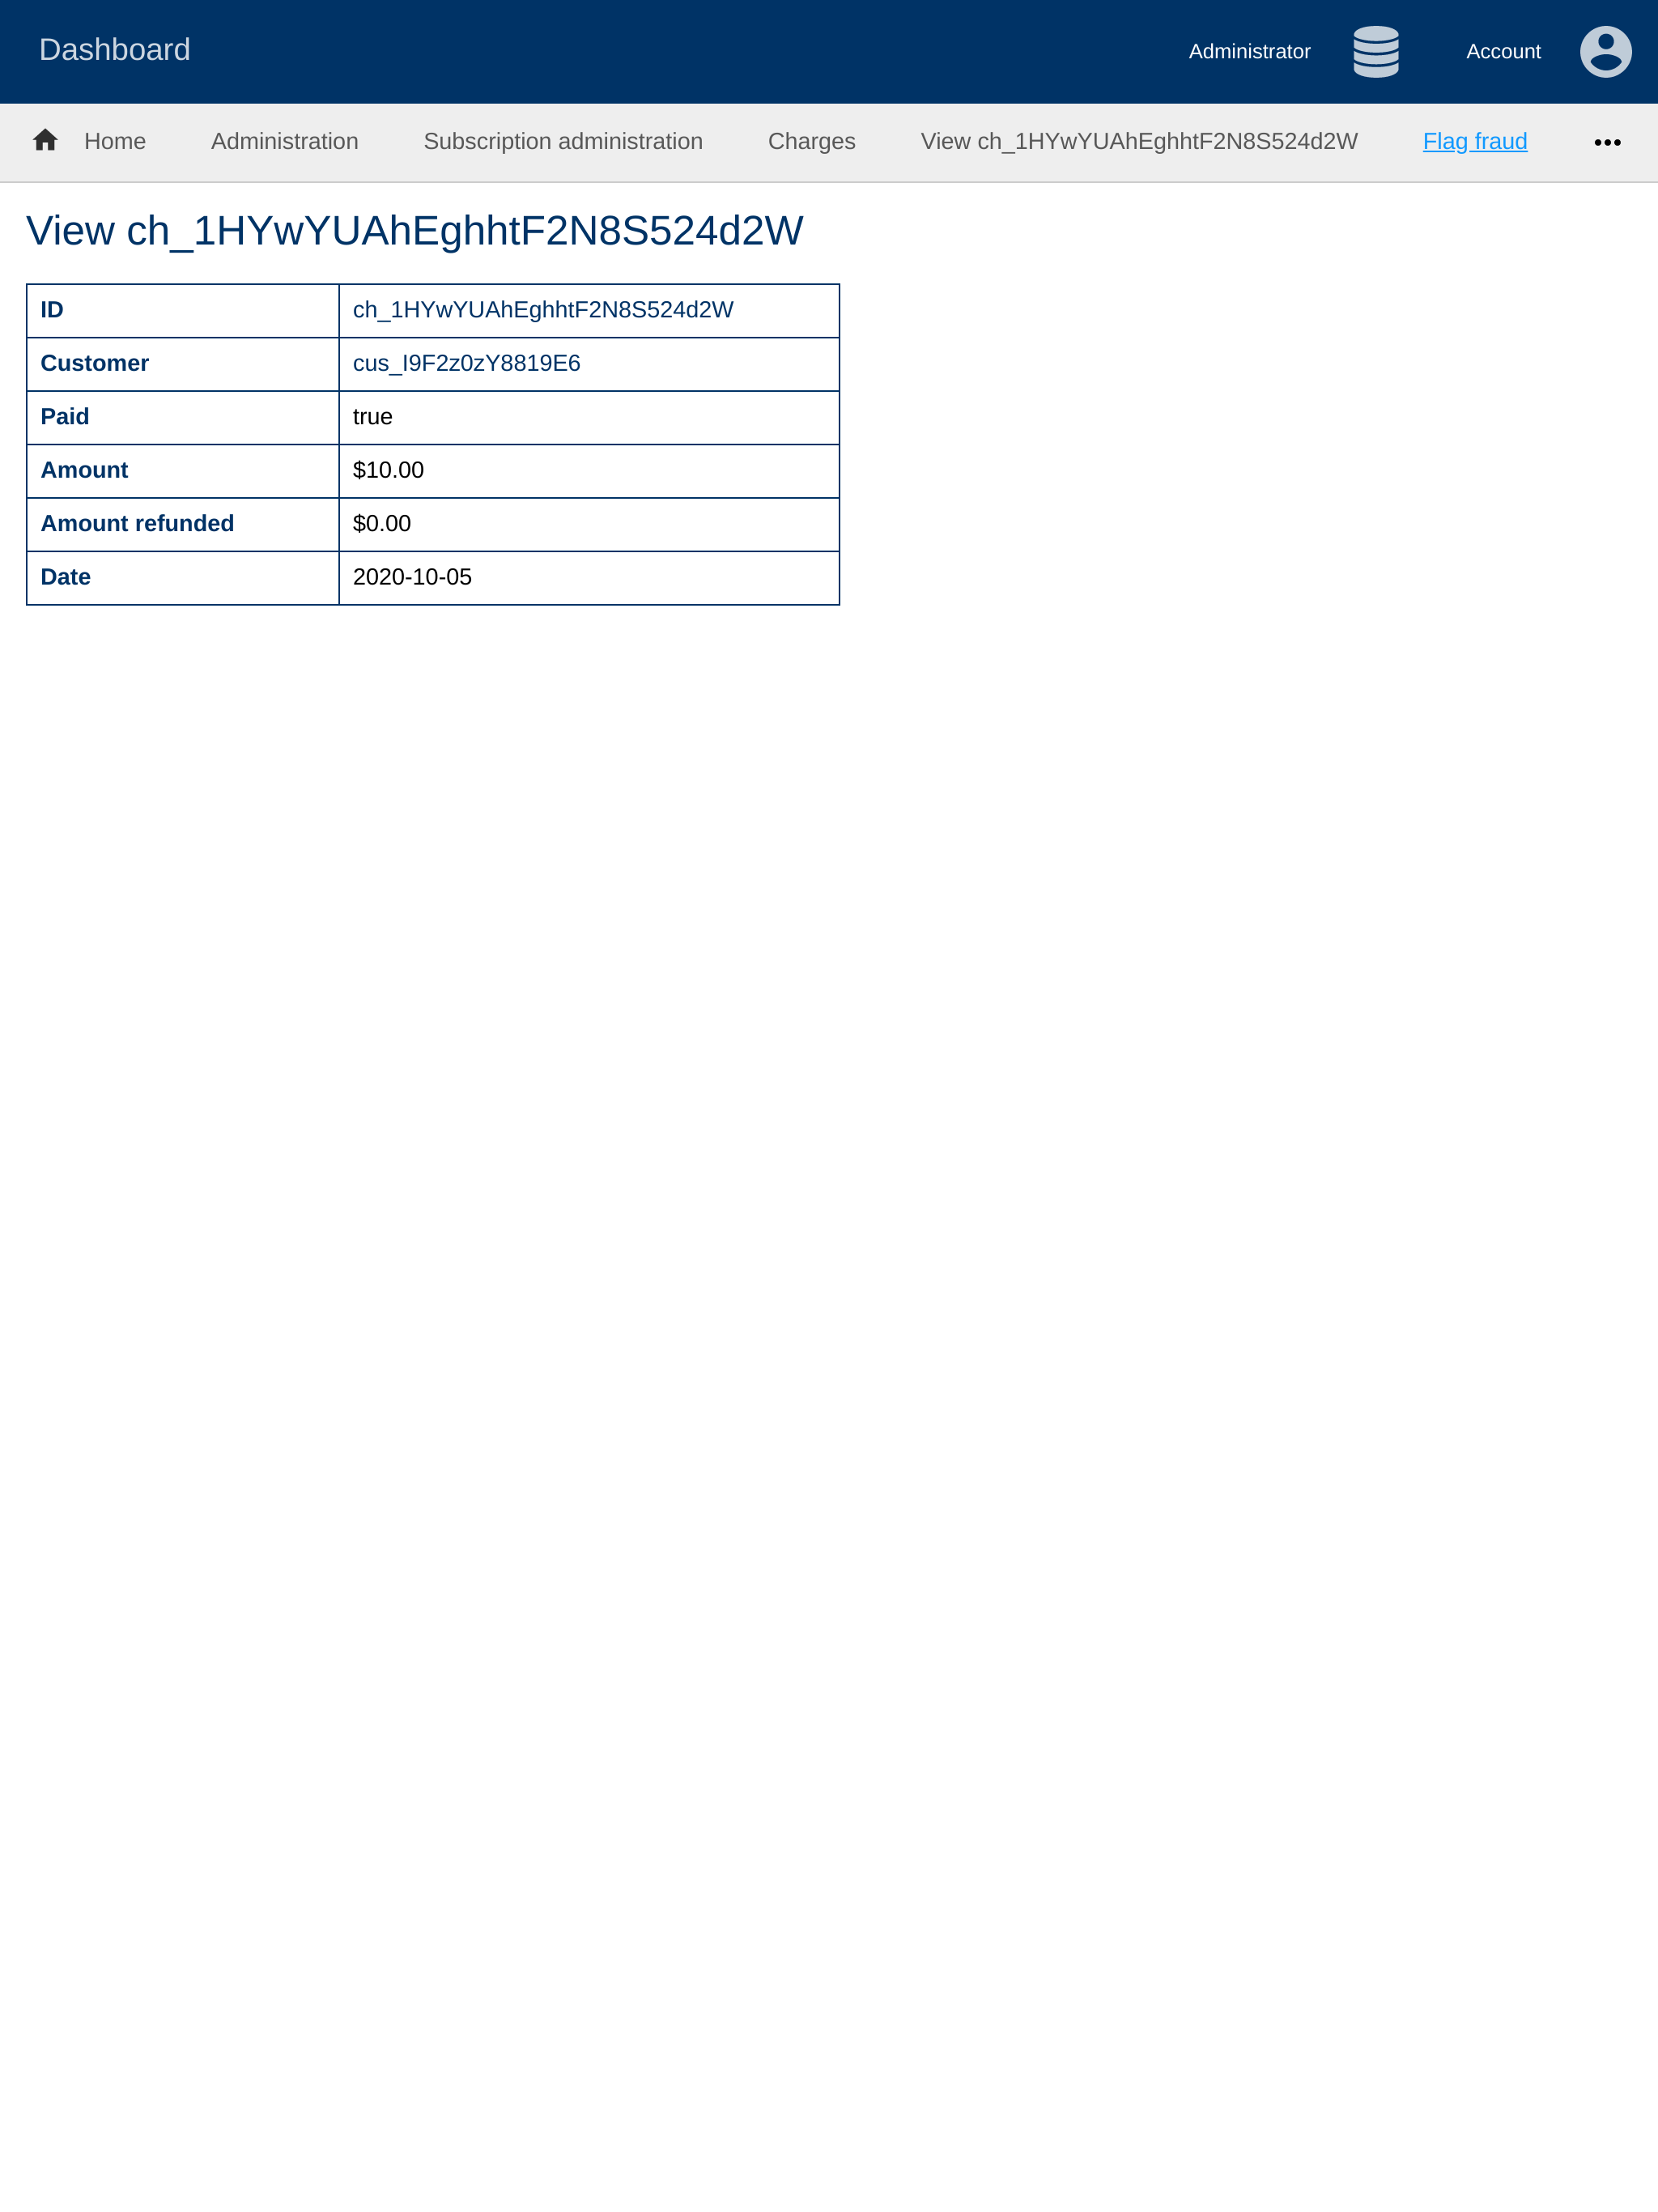 Dashboard
Administrator
Account
Home Administration Subscription administration Charges View ch_1HYwYUAhEghhtF2N8S524d2W Flag fraud •••
View ch_1HYwYUAhEghhtF2N8S524d2W
ID ch_1HYwYUAhEghhtF2N8S524d2W
Customer cus_I9F2z0zY8819E6
Paid true
Amount $10.00
Amount refunded $0.00
Date 2020-10-05